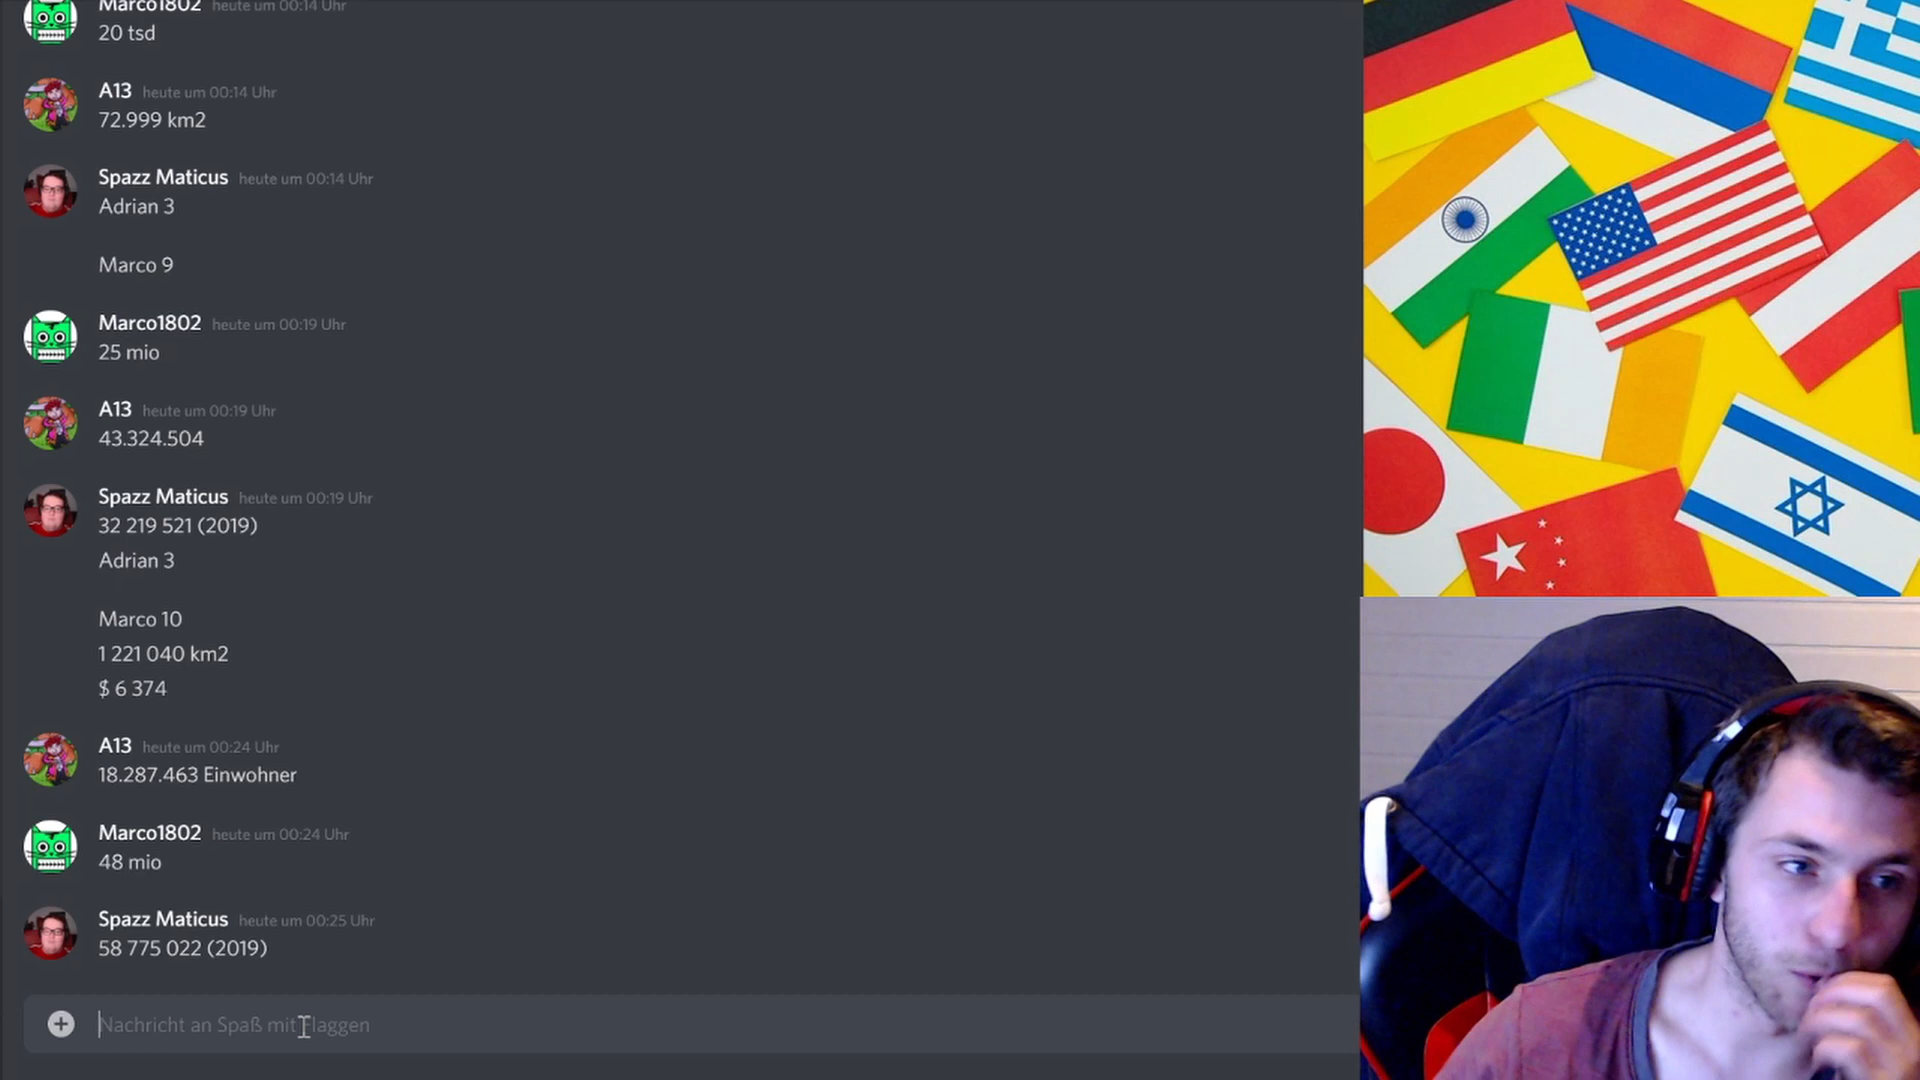 Marco1802 heute um 00:14 Uhr
20 tsd
A13 heute um 00:14 Uhr
72.999 km2
Spazz Maticus heute um 00:14 Uhr
Adrian 3
Marco 9
Marco1802 heute um 00:19 Uhr
25 mio
A13 heute um 00:19 Uhr
43.324.504
Spazz Maticus heute um 00:19 Uhr
32 219 521 (2019)
Adrian 3
Marco 10
1 221 040 km2
$ 6 374
A13 heute um 00:24 Uhr
18.287.463 Einwohner
Marco1802 heute um 00:24 Uhr
48 mio
Spazz Maticus heute um 00:25 Uhr
58 775 022 (2019)
Nachricht an Spaß mit Flaggen